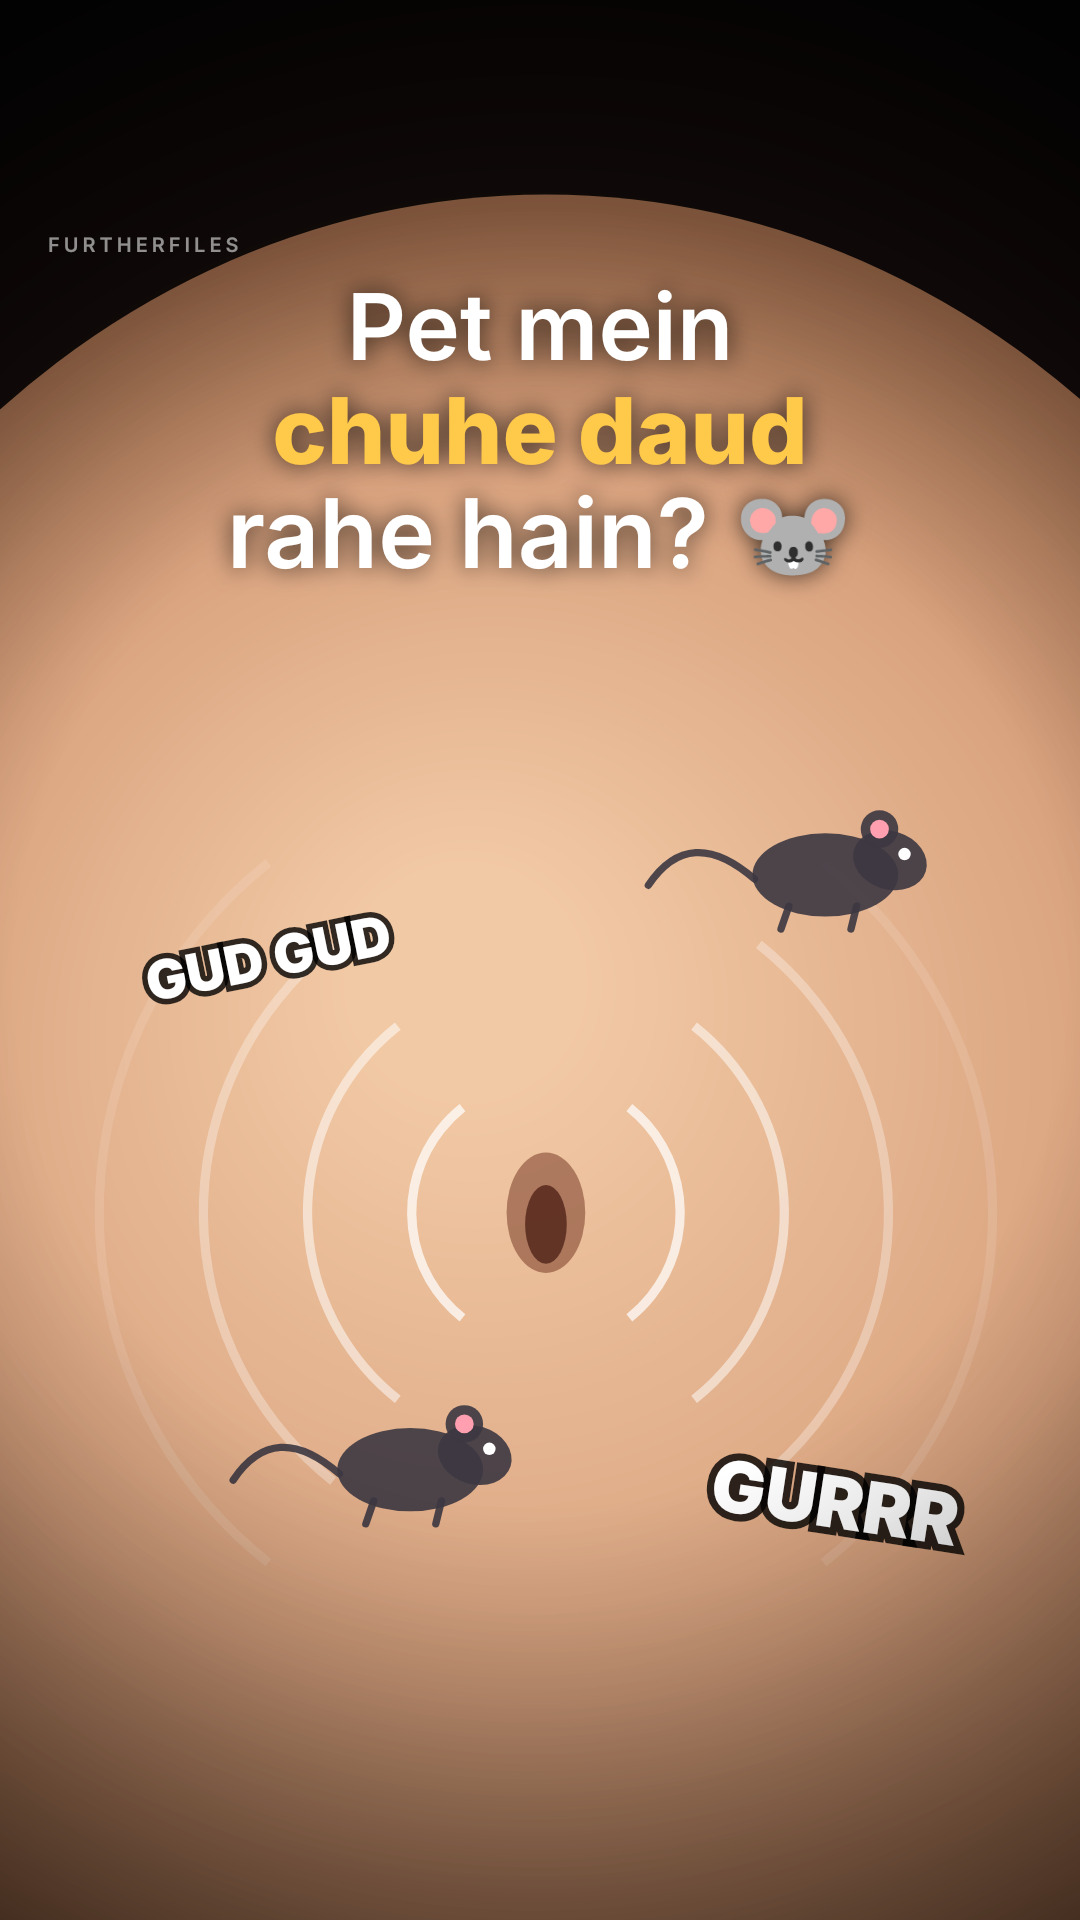 FURTHERFILES
Pet mein
chuhe daud
rahe hain? 🐭
GUD GUD
GURRR